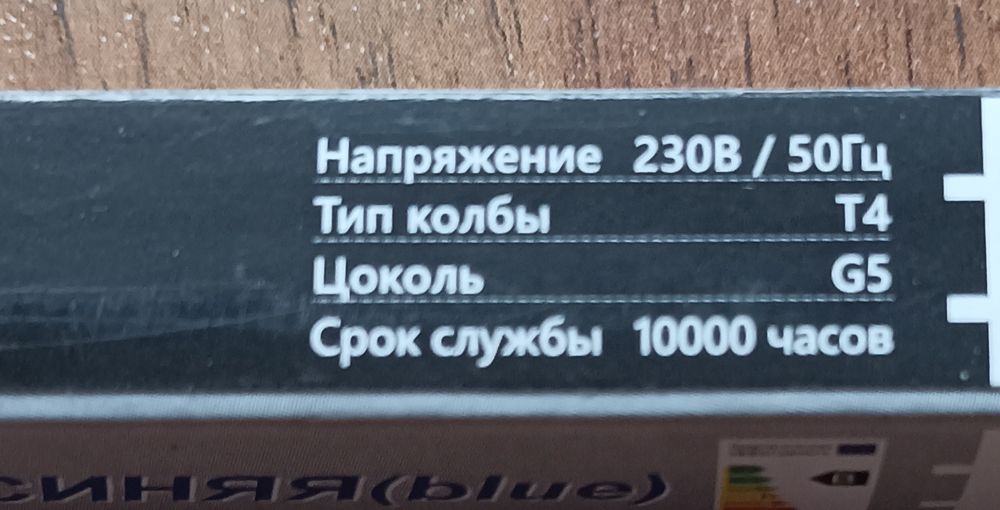 Напряжение 230В / 50Гц
Тип колбы T4
Цоколь G5
Срок службы 10000 часов
синяя(blue)